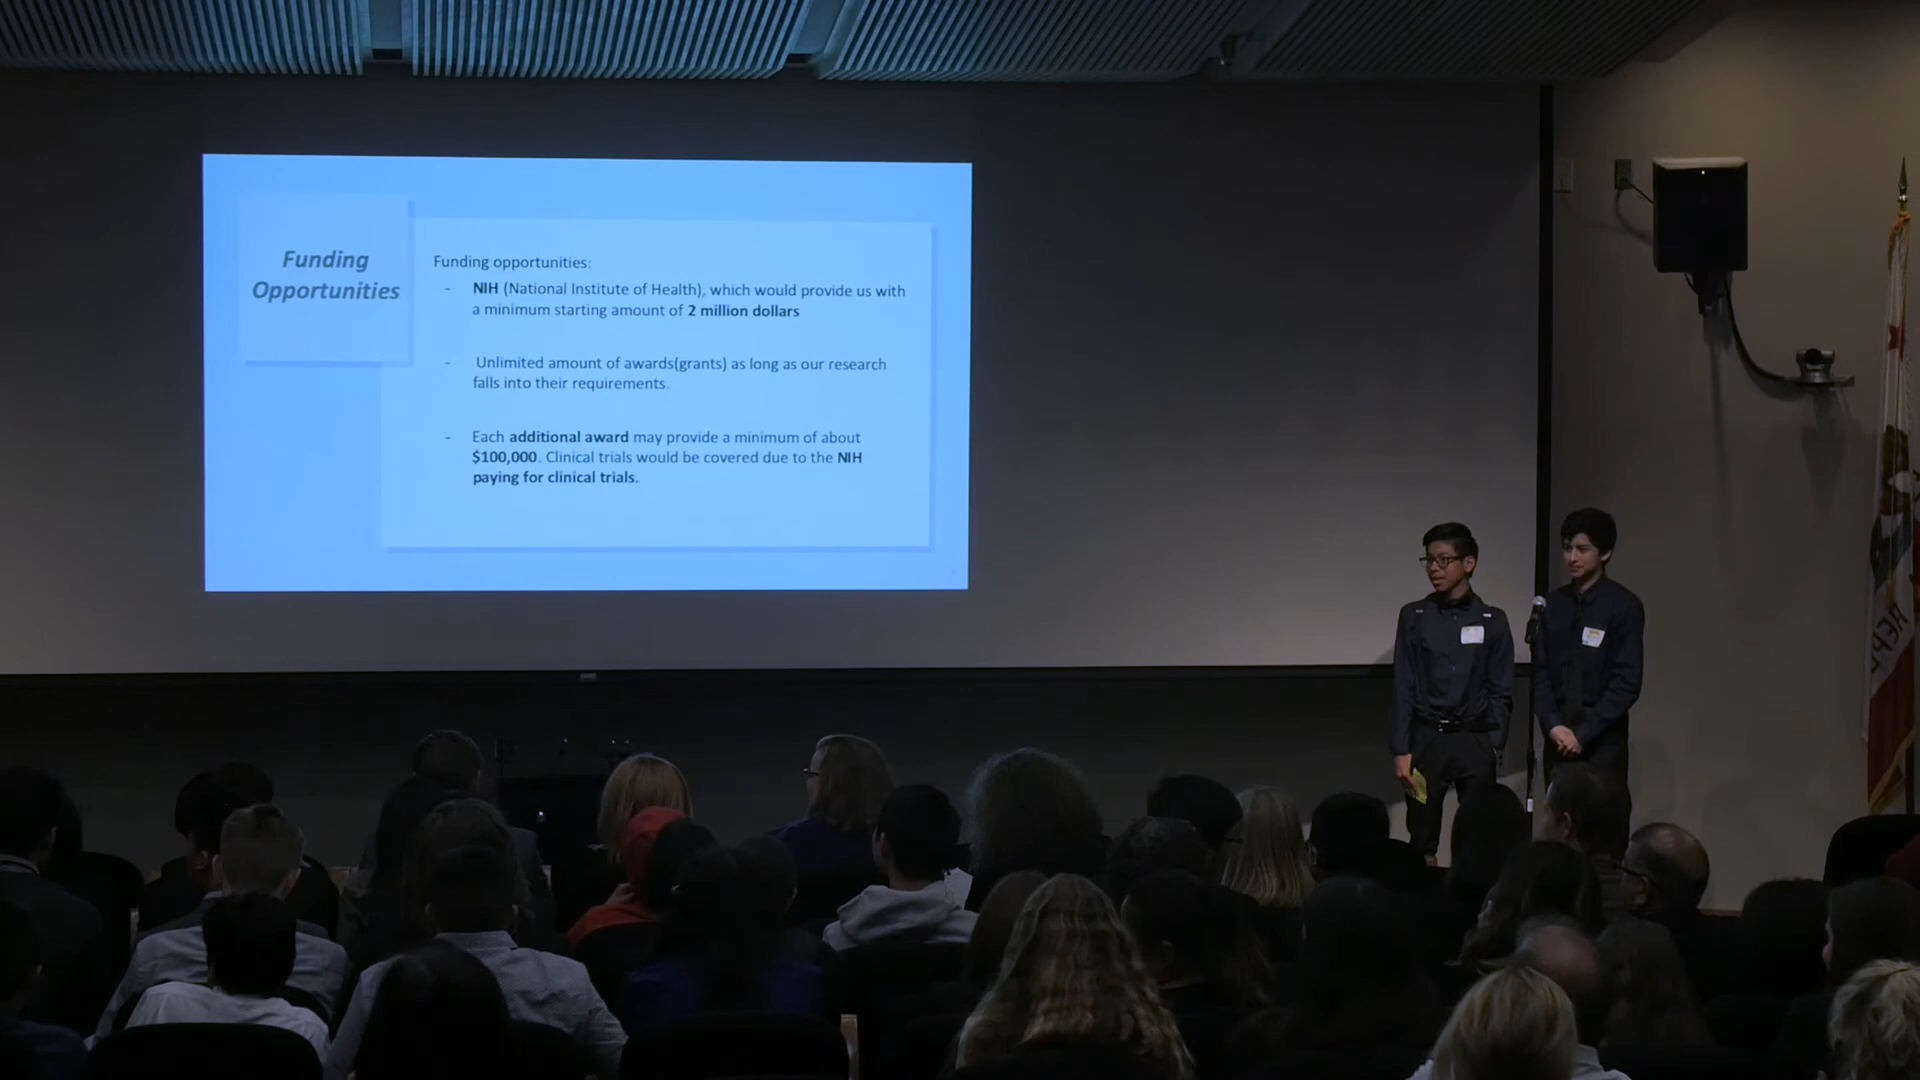 Funding
Opportunities
Funding opportunities:
- NIH (National Institute of Health), which would provide us with
a minimum starting amount of 2 million dollars
- Unlimited amount of awards(grants) as long as our research
falls into their requirements.
- Each additional award may provide a minimum of about
$100,000. Clinical trials would be covered due to the NIH
paying for clinical trials.